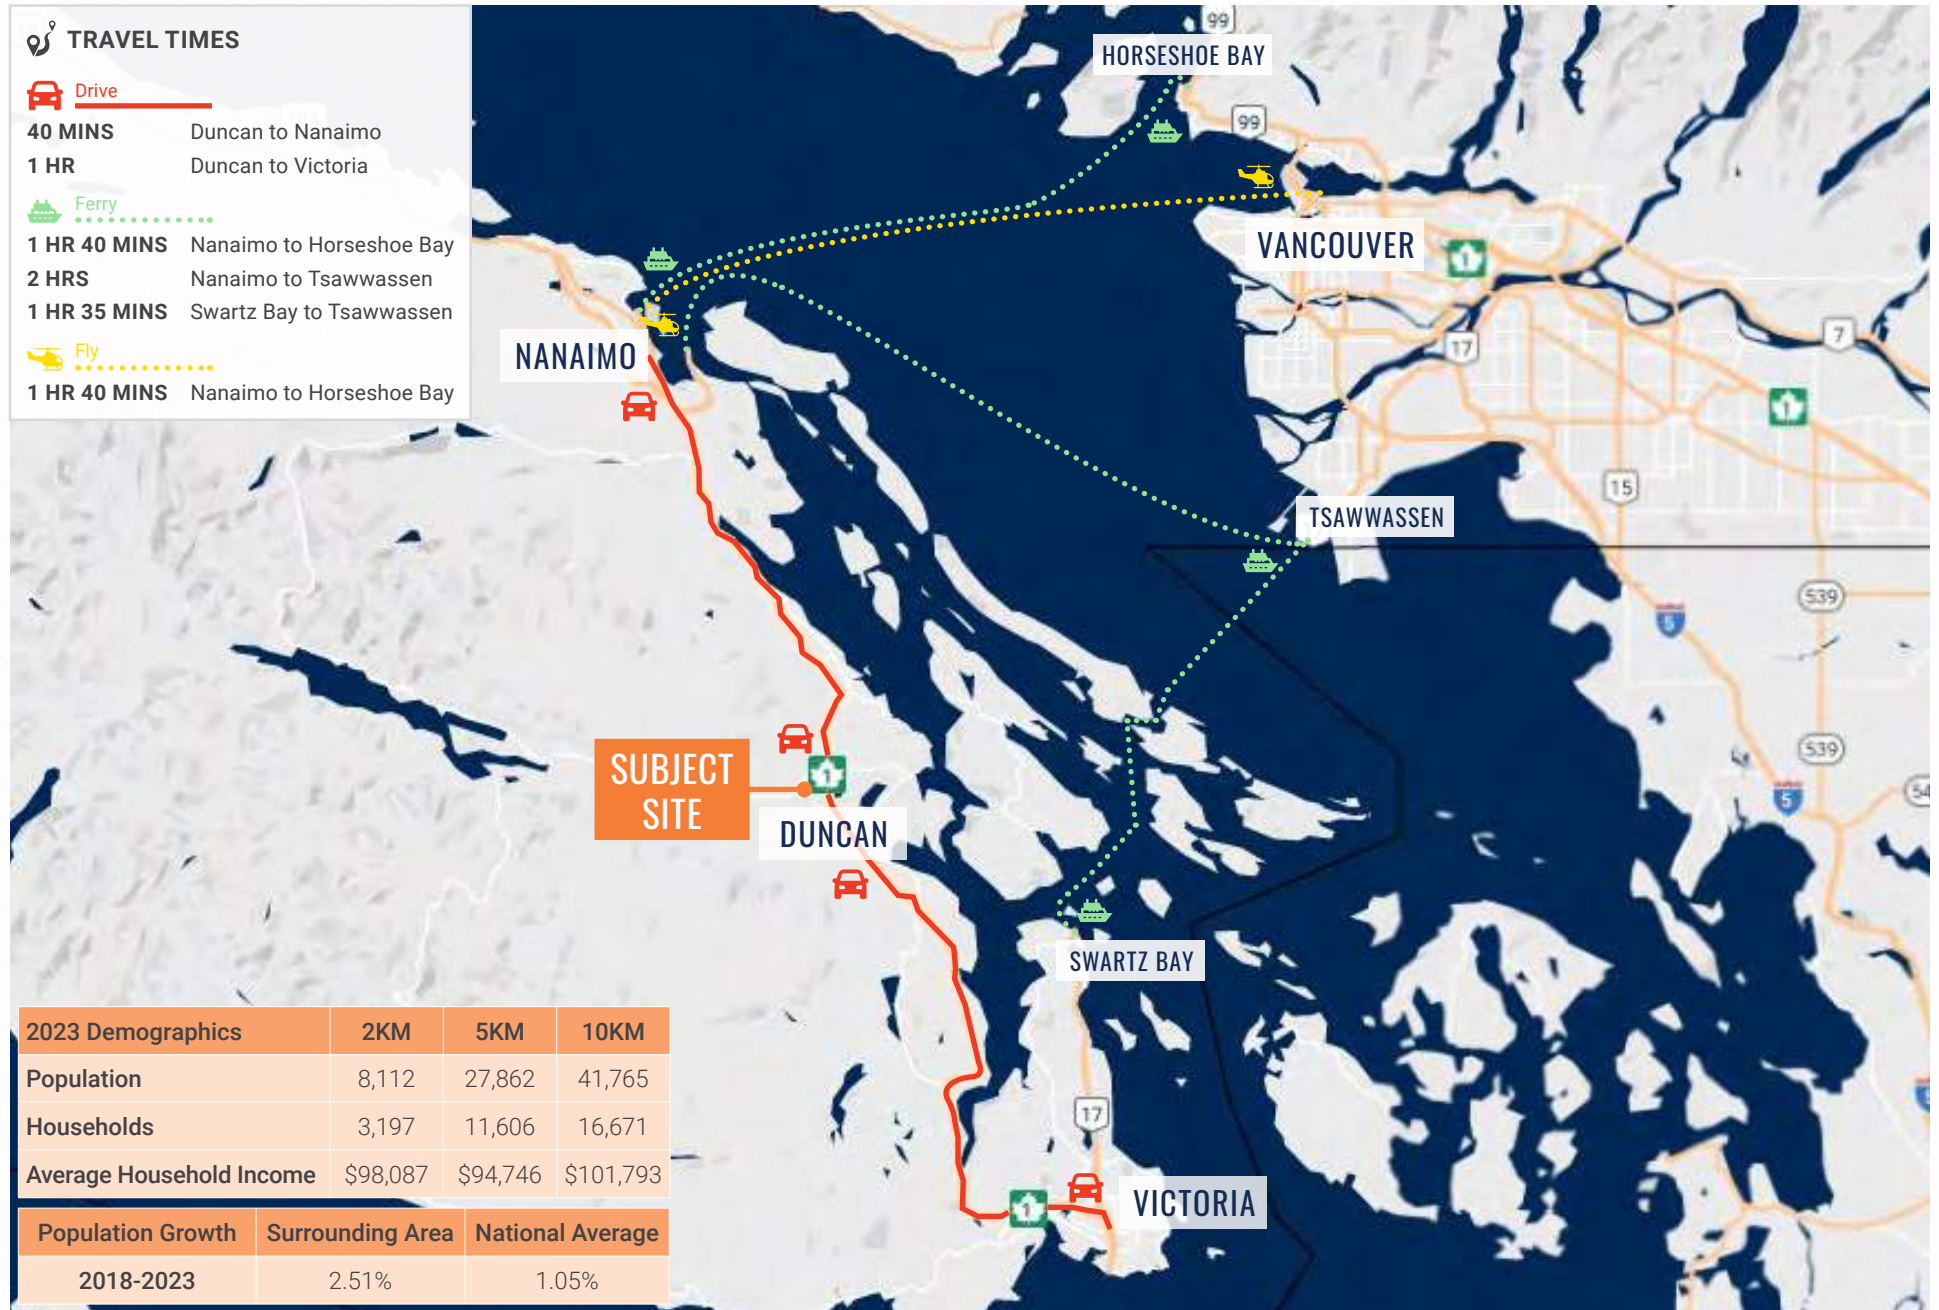 TRAVEL TIMES
Drive
40 MINS Duncan to Nanaimo
1 HR Duncan to Victoria
Ferry
1 HR 40 MINS Nanaimo to Horseshoe Bay
2 HRS Nanaimo to Tsawwassen
1 HR 35 MINS Swartz Bay to Tsawwassen
Fly
1 HR 40 MINS Nanaimo to Horseshoe Bay
99
HORSESHOE BAY
99
VANCOUVER
1
7
17
NANAIMO
1
15
TSAWWASSEN
539
5
539
SUBJECT
SITE
1
5
54
DUNCAN
SWARTZ BAY
17
5
VICTORIA
1
2023 Demographics 2KM 5KM 10KM
Population 8,112 27,862 41,765
Households 3,197 11,606 16,671
Average Household Income $98,087 $94,746 $101,793
Population Growth Surrounding Area National Average
2018-2023 2.51% 1.05%